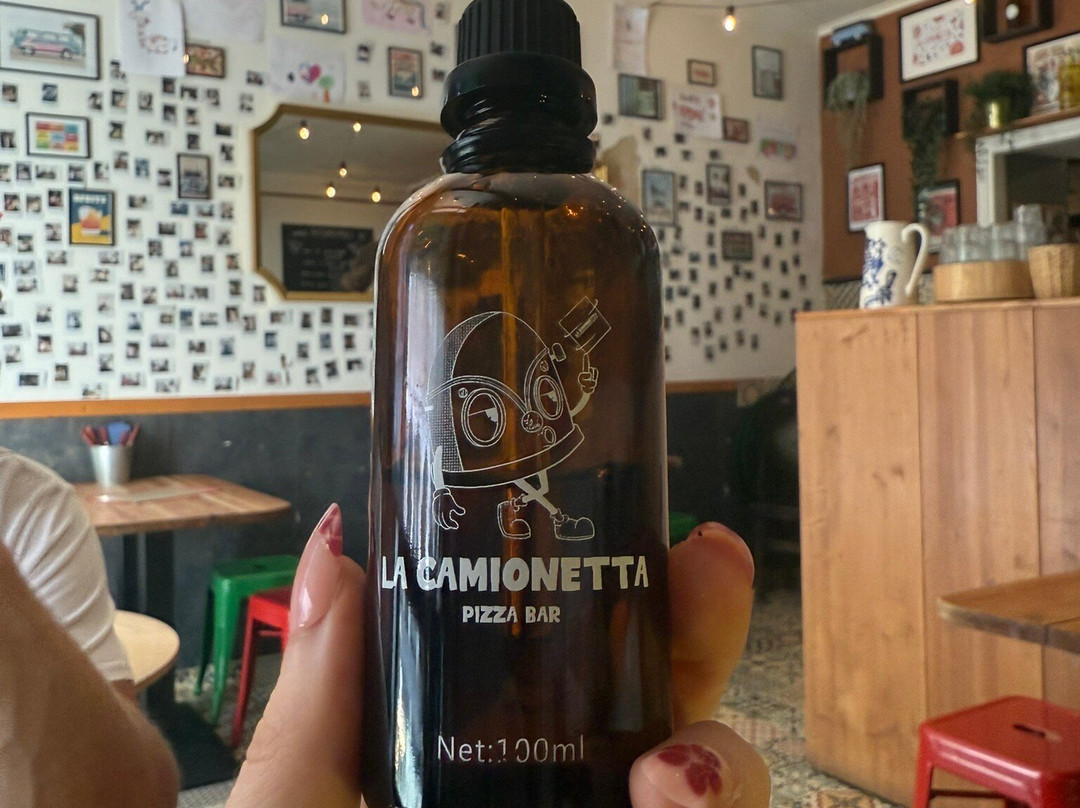 LA CAMIONETTA
PIZZA BAR
Net:100ml